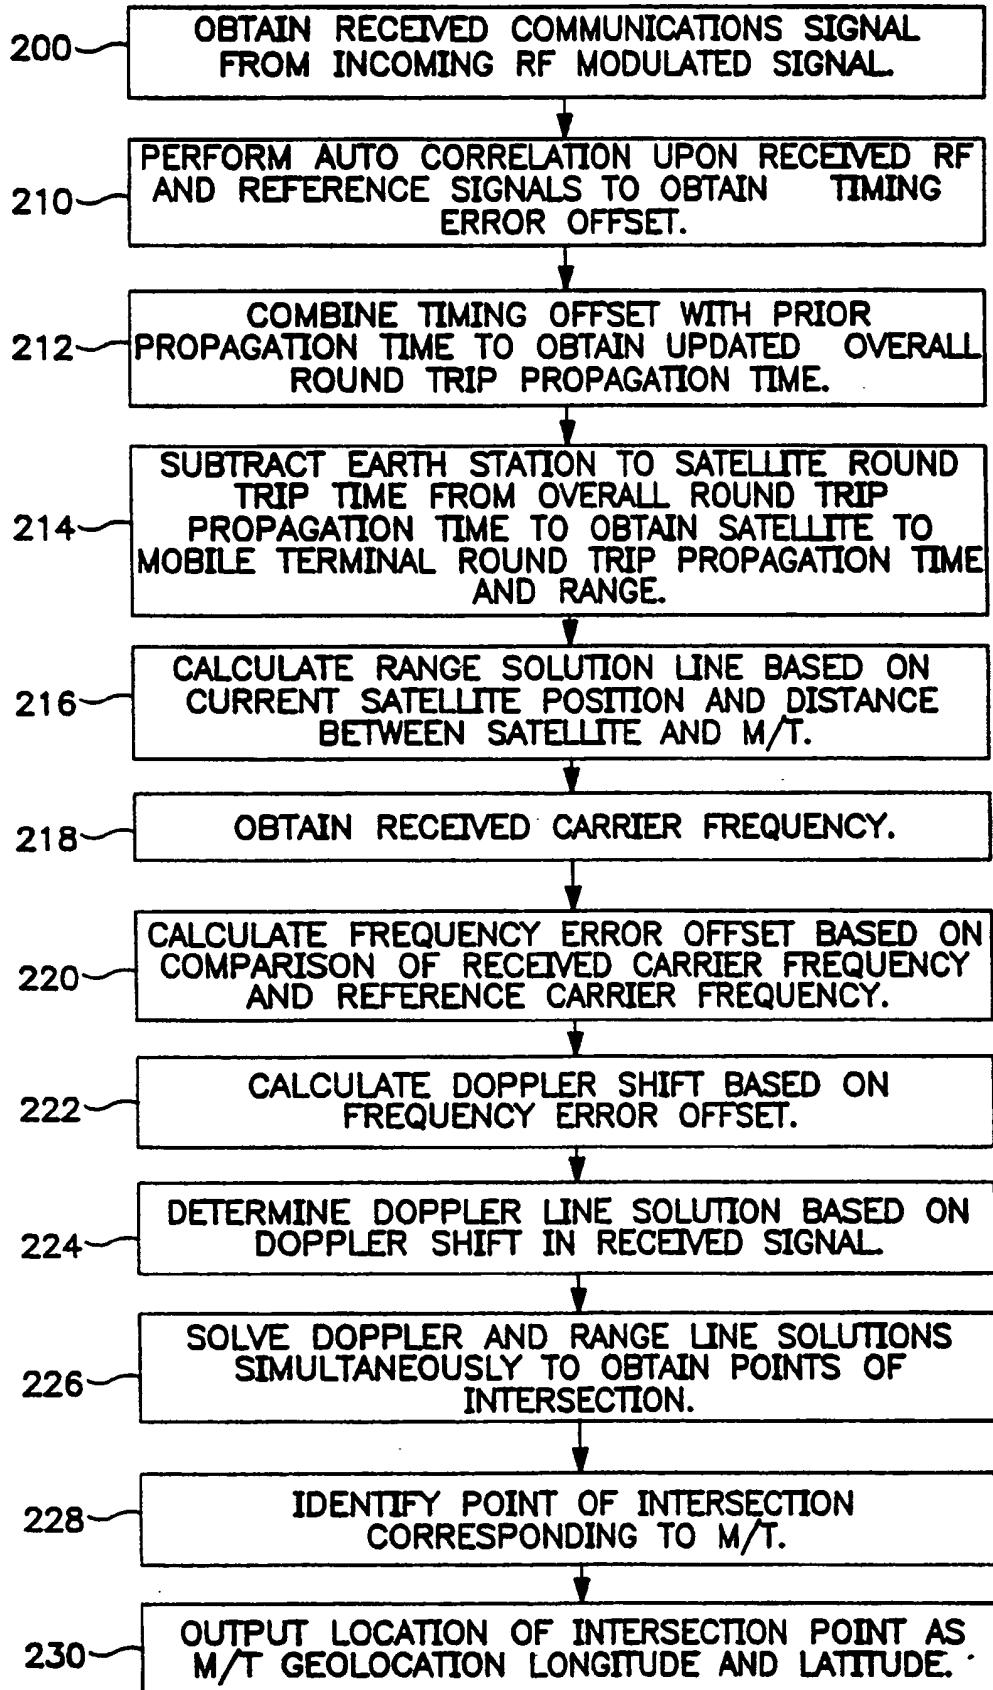 200
OBTAIN RECEIVED COMMUNICATIONS SIGNAL
FROM INCOMING RF MODULATED SIGNAL.
210
PERFORM AUTO CORRELATION UPON RECEIVED RF
AND REFERENCE SIGNALS TO OBTAIN TIMING
ERROR OFFSET.
212
COMBINE TIMING OFFSET WITH PRIOR
PROPAGATION TIME TO OBTAIN UPDATED OVERALL
ROUND TRIP PROPAGATION TIME.
214
SUBTRACT EARTH STATION TO SATELLITE ROUND
TRIP TIME FROM OVERALL ROUND TRIP
PROPAGATION TIME TO OBTAIN SATELLITE TO
MOBILE TERMINAL ROUND TRIP PROPAGATION TIME
AND RANGE.
216
CALCULATE RANGE SOLUTION LINE BASED ON
CURRENT SATELLITE POSITION AND DISTANCE
BETWEEN SATELLITE AND M/T.
218
OBTAIN RECEIVED CARRIER FREQUENCY.
220
CALCULATE FREQUENCY ERROR OFFSET BASED ON
COMPARISON OF RECEIVED CARRIER FREQUENCY
AND REFERENCE CARRIER FREQUENCY.
222
CALCULATE DOPPLER SHIFT BASED ON
FREQUENCY ERROR OFFSET.
224
DETERMINE DOPPLER LINE SOLUTION BASED ON
DOPPLER SHIFT IN RECEIVED SIGNAL.
226
SOLVE DOPPLER AND RANGE LINE SOLUTIONS
SIMULTANEOUSLY TO OBTAIN POINTS OF
INTERSECTION.
228
IDENTIFY POINT OF INTERSECTION
CORRESPONDING TO M/T.
230
OUTPUT LOCATION OF INTERSECTION POINT AS
M/T GEOLOCATION LONGITUDE AND LATITUDE.